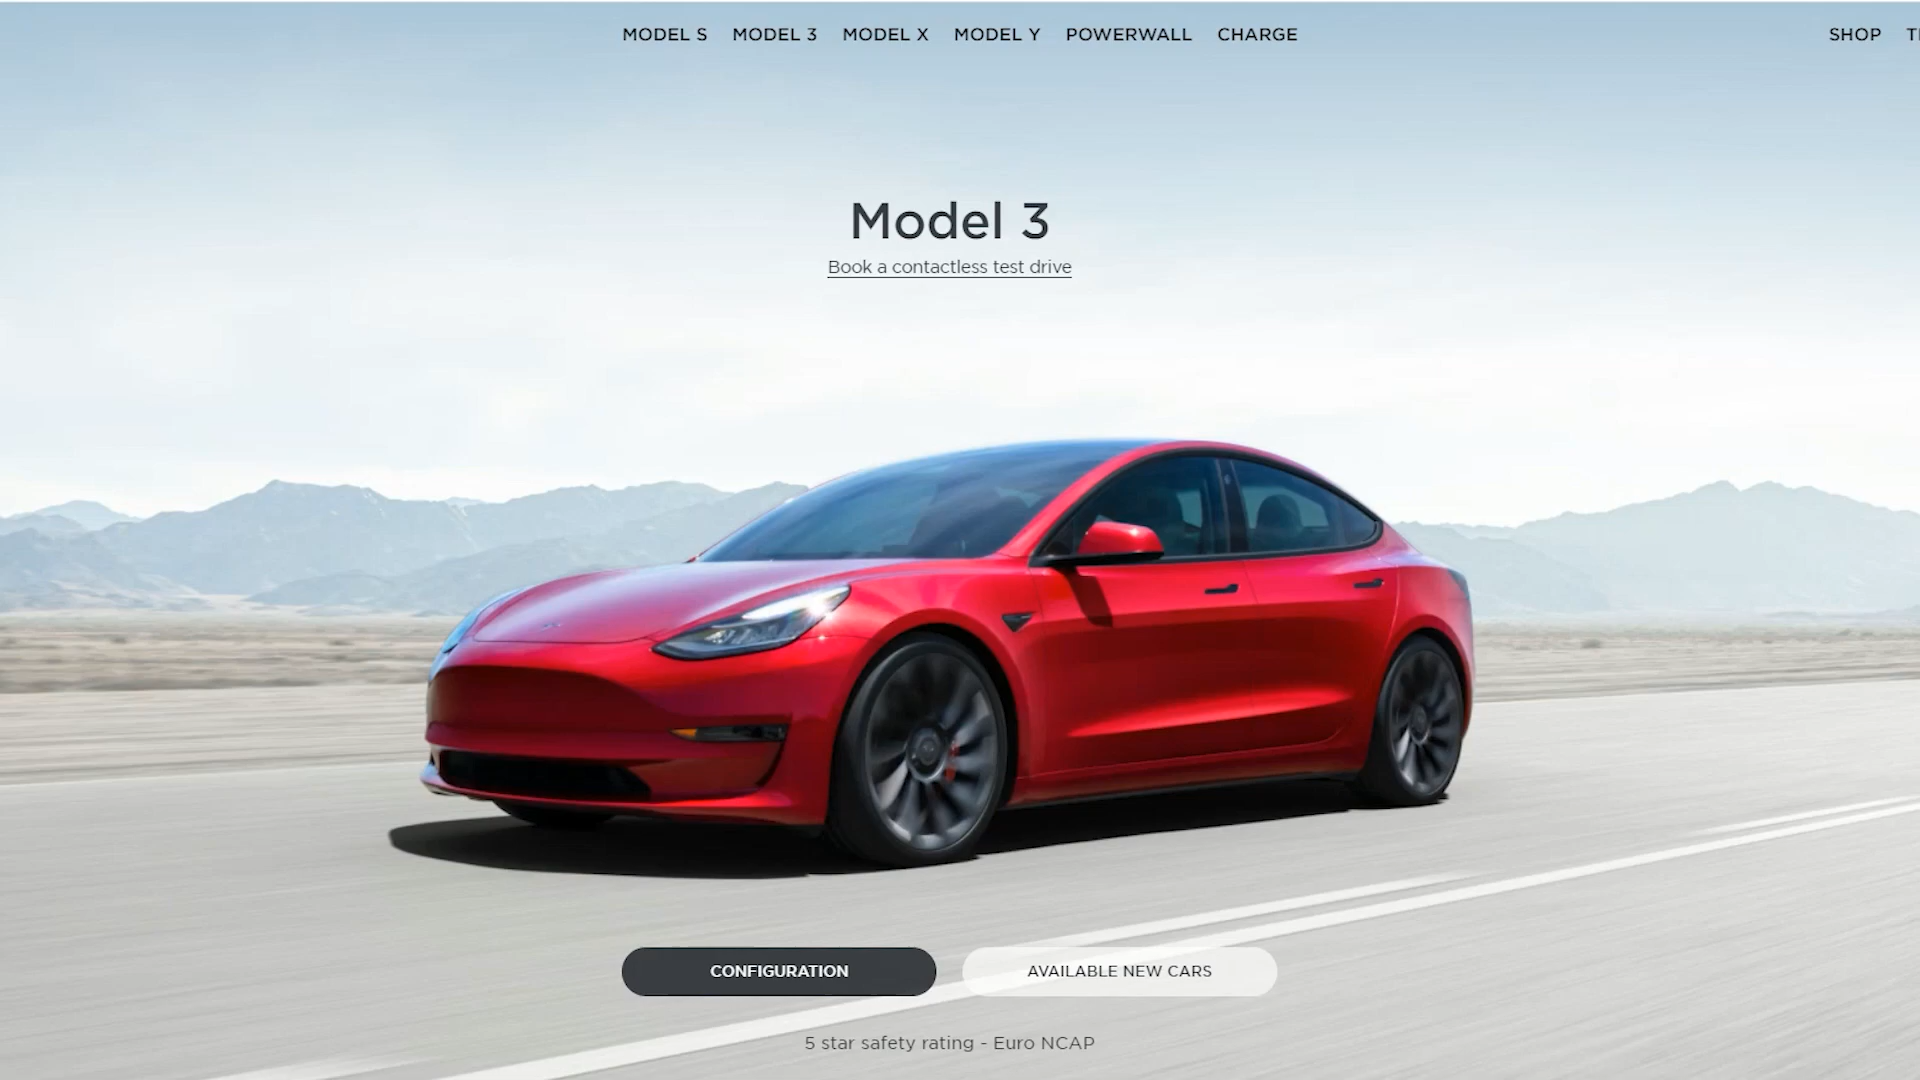 MODEL S MODEL 3 MODEL X MODEL Y POWERWALL CHARGE SHOP
Model 3
Book a contactless test drive
CONFIGURATION AVAILABLE NEW CARS
5 star safety rating - Euro NCAP